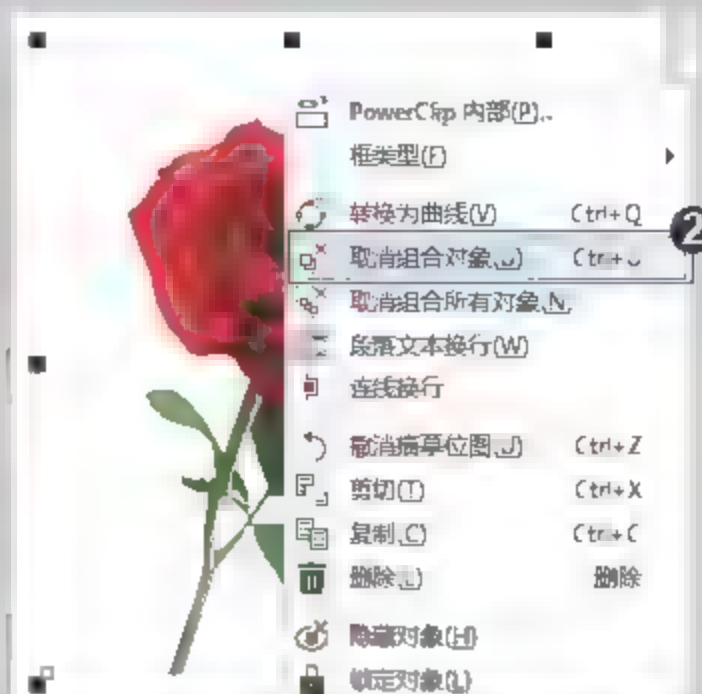 PowerClip 内部(P)...
框类型(F)
转换为曲线(V) Ctrl+Q
2
取消组合对象(U) Ctrl+U
取消组合所有对象(N)
段落文本换行(W)
连线换行
撤消描摹位图(U) Ctrl+Z
剪切(T) Ctrl+X
复制(C) Ctrl+C
删除(L) 删除
隐藏对象(H)
锁定对象(L)